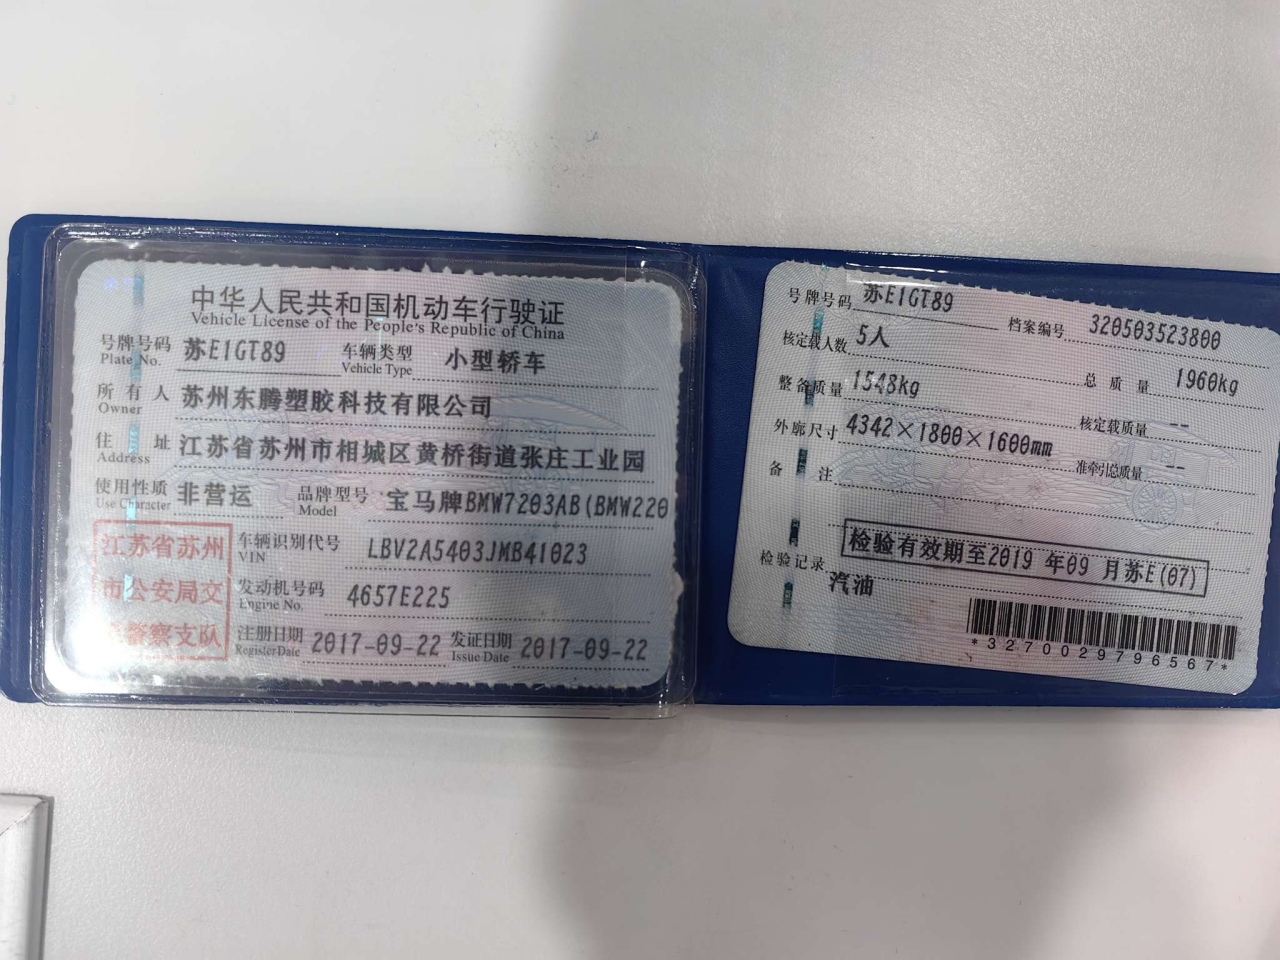 中华人民共和国机动车行驶证
Vehicle License of the People's Republic of China
号牌号码 苏E1GT89 车辆类型 小型轿车
Plate No. Vehicle Type
所有人 苏州东腾塑胶科技有限公司
Owner
住址 江苏省苏州市相城区黄桥街道张庄工业园
Address
使用性质 非营运 品牌型号 宝马牌BMW7203AB(BMW220
Use Character Model
江苏省苏州
市公安局交
警察支队
车辆识别代号 LBV2A5403JMB41023
VIN
发动机号码 4657E225
Engine No.
注册日期 2017-09-22 发证日期 2017-09-22
Register Date Issue Date
号牌号码 苏E1GT89 档案编号 320503523800
核定载人数 5人 总质量 1960kg
整备质量 1548kg 核定载质量 --
外廓尺寸 4342×1800×1600mm 准牵引总质量 --
备注
检验有效期至2019 年09 月苏E(07)
检验记录
汽油
*3270029796567*